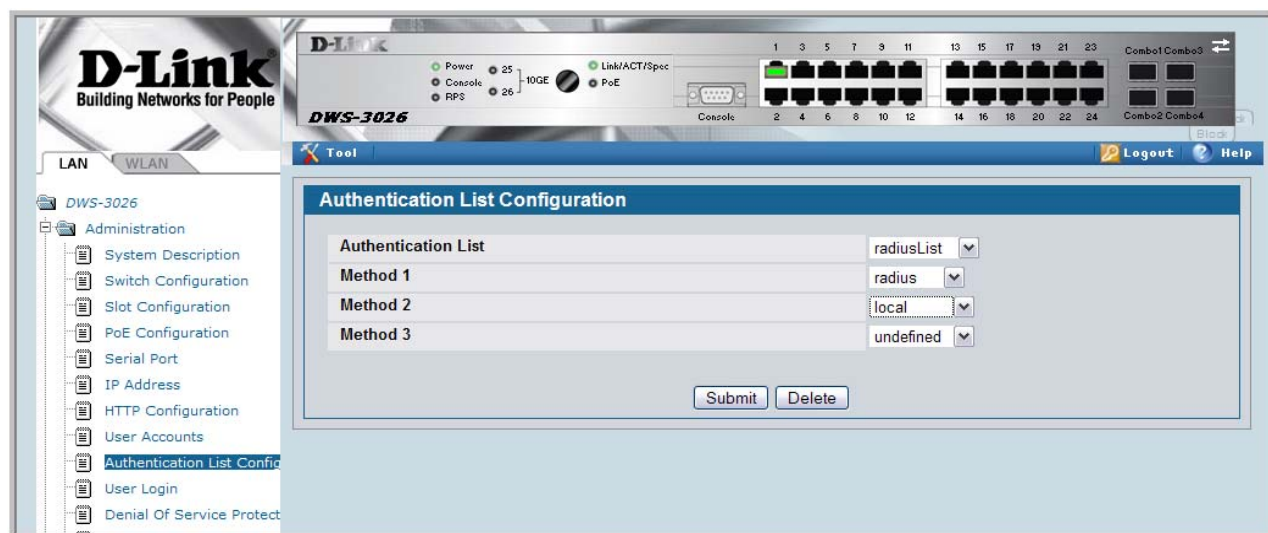 D-Link
Building Networks for People
D-Link
Power
Console
RPS
25
26
10GE
Link/ACT/Spec
PoE
DWS-3026
Console
1 3 5 7 9 11 13 15 17 19 21 23
2 4 6 8 10 12 14 16 18 20 22 24
Combo1 Combo3
Combo2 Combo4
Block
LAN
WLAN
Tool
Logout
Help
DWS-3026
Administration
System Description
Switch Configuration
Slot Configuration
PoE Configuration
Serial Port
IP Address
HTTP Configuration
User Accounts
Authentication List Config
User Login
Denial Of Service Protect
Authentication List Configuration
Authentication List radiusList
Method 1 radius
Method 2 local
Method 3 undefined
Submit Delete